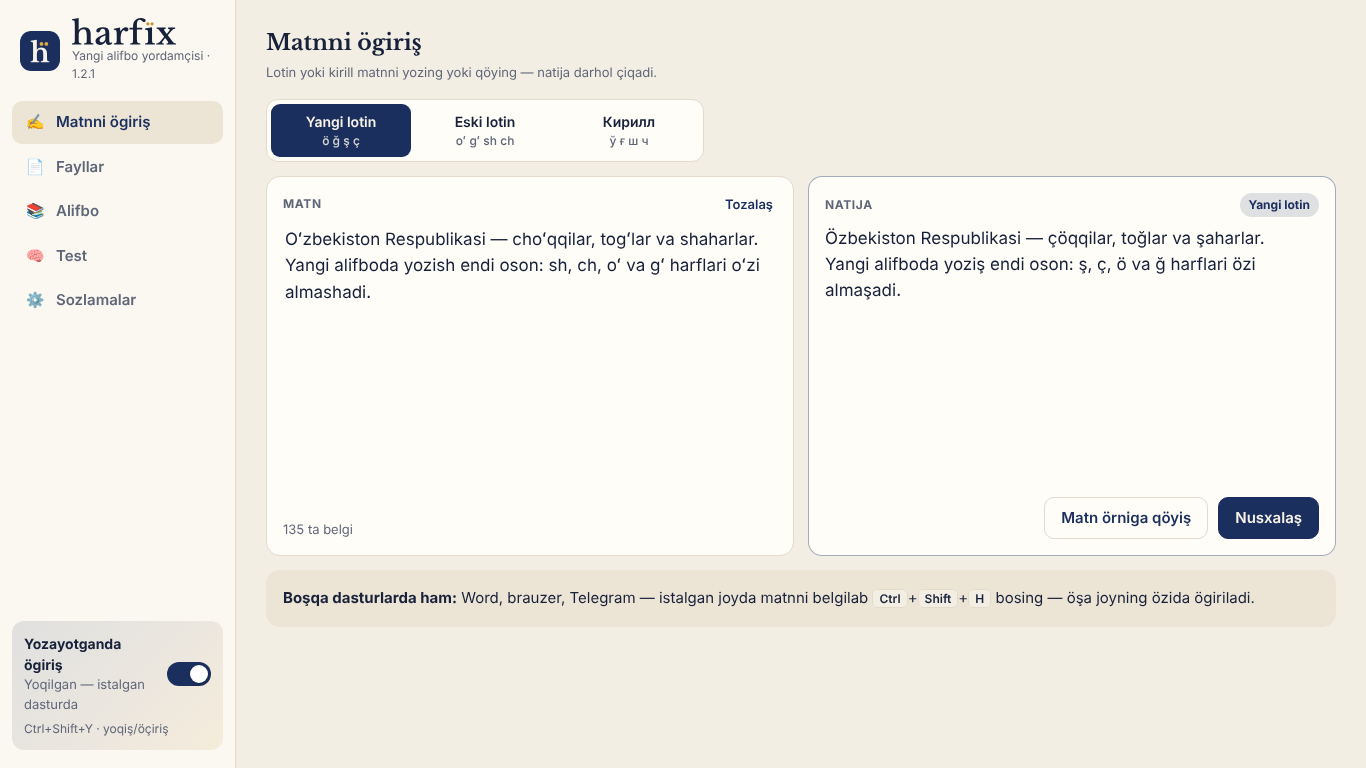 ḧ
harfïx
Yangi alifbo yordamçisi ·
1.2.1
Matnni ögiriş
Fayllar
Alifbo
Test
Sozlamalar
Yozayotganda
ögiriş
Yoqilgan — istalgan
dasturda
Ctrl+Shift+Y · yoqiş/öçiriş
Matnni ögiriş
Lotin yoki kirill matnni yozing yoki qöying — natija darhol çiqadi.
Yangi lotin
ö ğ ş ç
Eski lotin
oʻ gʻ sh ch
Кирилл
ў ғ ш ч
MATN
Tozalaş
Oʻzbekiston Respublikasi — choʻqqilar, togʻlar va shaharlar.
Yangi alifboda yozish endi oson: sh, ch, oʻ va gʻ harflari oʻzi
almashadi.
135 ta belgi
NATIJA
Yangi lotin
Özbekiston Respublikasi — çöqqilar, toğlar va şaharlar.
Yangi alifboda yoziş endi oson: ş, ç, ö va ğ harflari özi
almaşadi.
Matn örniga qöyiş
Nusxalaş
Boşqa dasturlarda ham: Word, brauzer, Telegram — istalgan joyda matnni belgilab Ctrl + Shift + H bosing — öşa joyning özida ögiriladi.